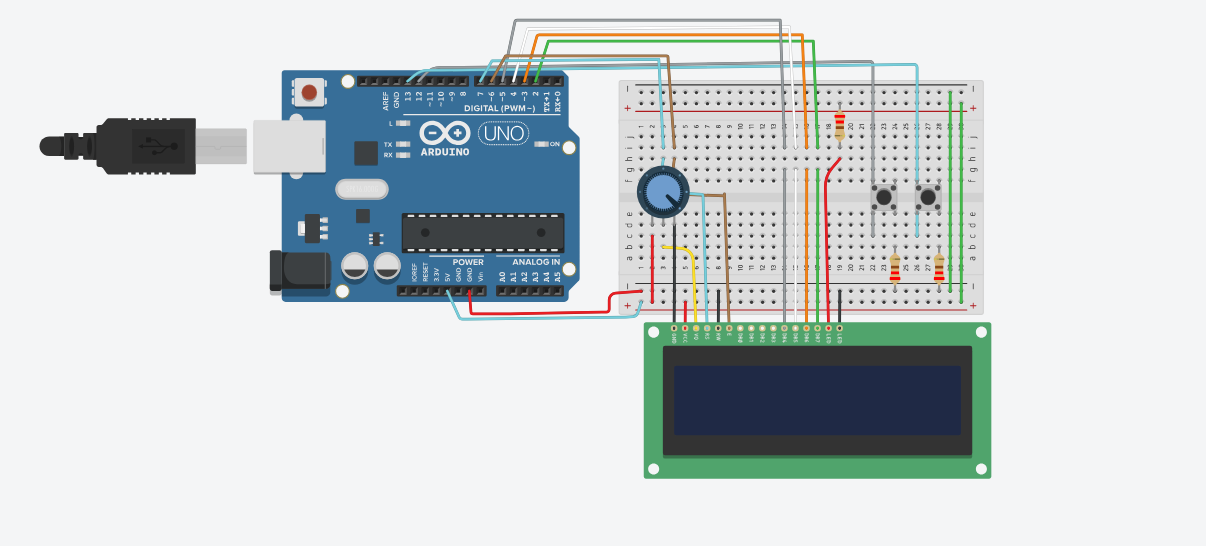 AREF
GND
13
12
~11
~10
~9
8
7
~6
~5
4
~3
2
TX→1
RX←0
DIGITAL (PWM~)
L
TX
RX
UNO
ARDUINO
ON
POWER
ANALOG IN
IOREF
RESET
3.3V
5V
GND
GND
Vin
A0
A1
A2
A3
A4
A5
GND
VCC
V0
RS
RW
E
DB0
DB1
DB2
DB3
DB4
DB5
DB6
DB7
LED
LED